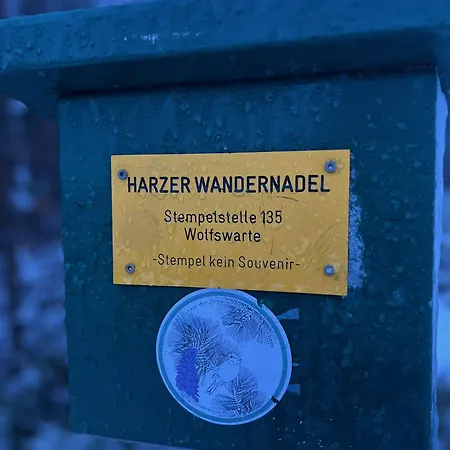 HARZER WANDERNADEL
Stempelstelle 135
Wolfswarte
-Stempel kein Souvenir-